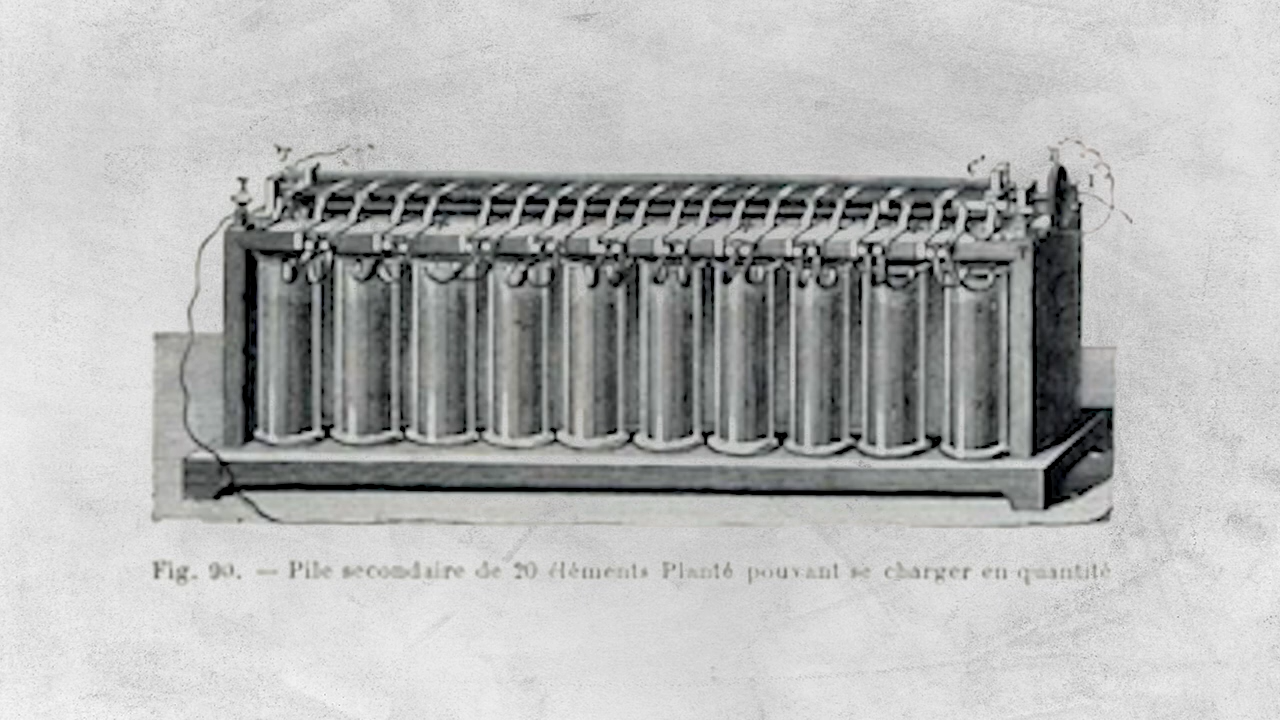 Fig. 90. — Pile secondaire de 20 éléments Planté pouvant se charger en quantité